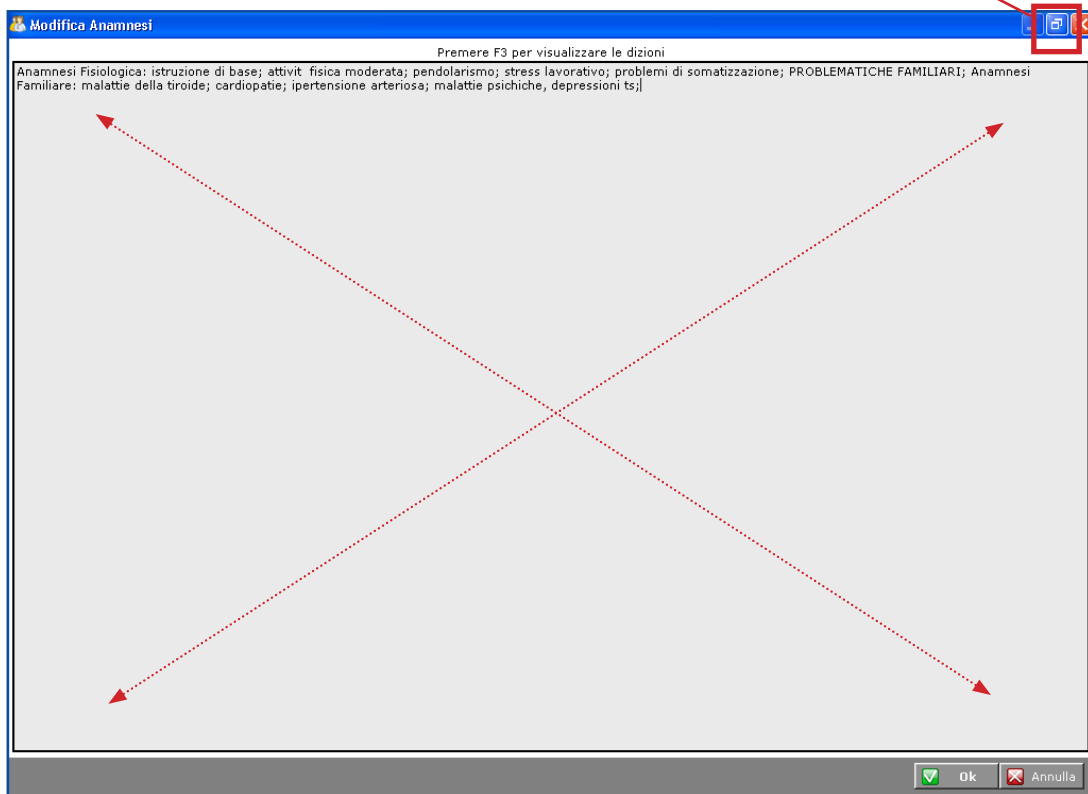 Modifica Anamnesi
Premere F3 per visualizzare le dizioni
Anamnesi Fisiologica: istruzione di base; attivit fisica moderata; pendolarismo; stress lavorativo; problemi di somatizzazione; PROBLEMATICHE FAMILIARI; Anamnesi
Familiare: malattie della tiroide; cardiopatie; ipertensione arteriosa; malattie psichiche, depressioni ts;
Ok Annulla